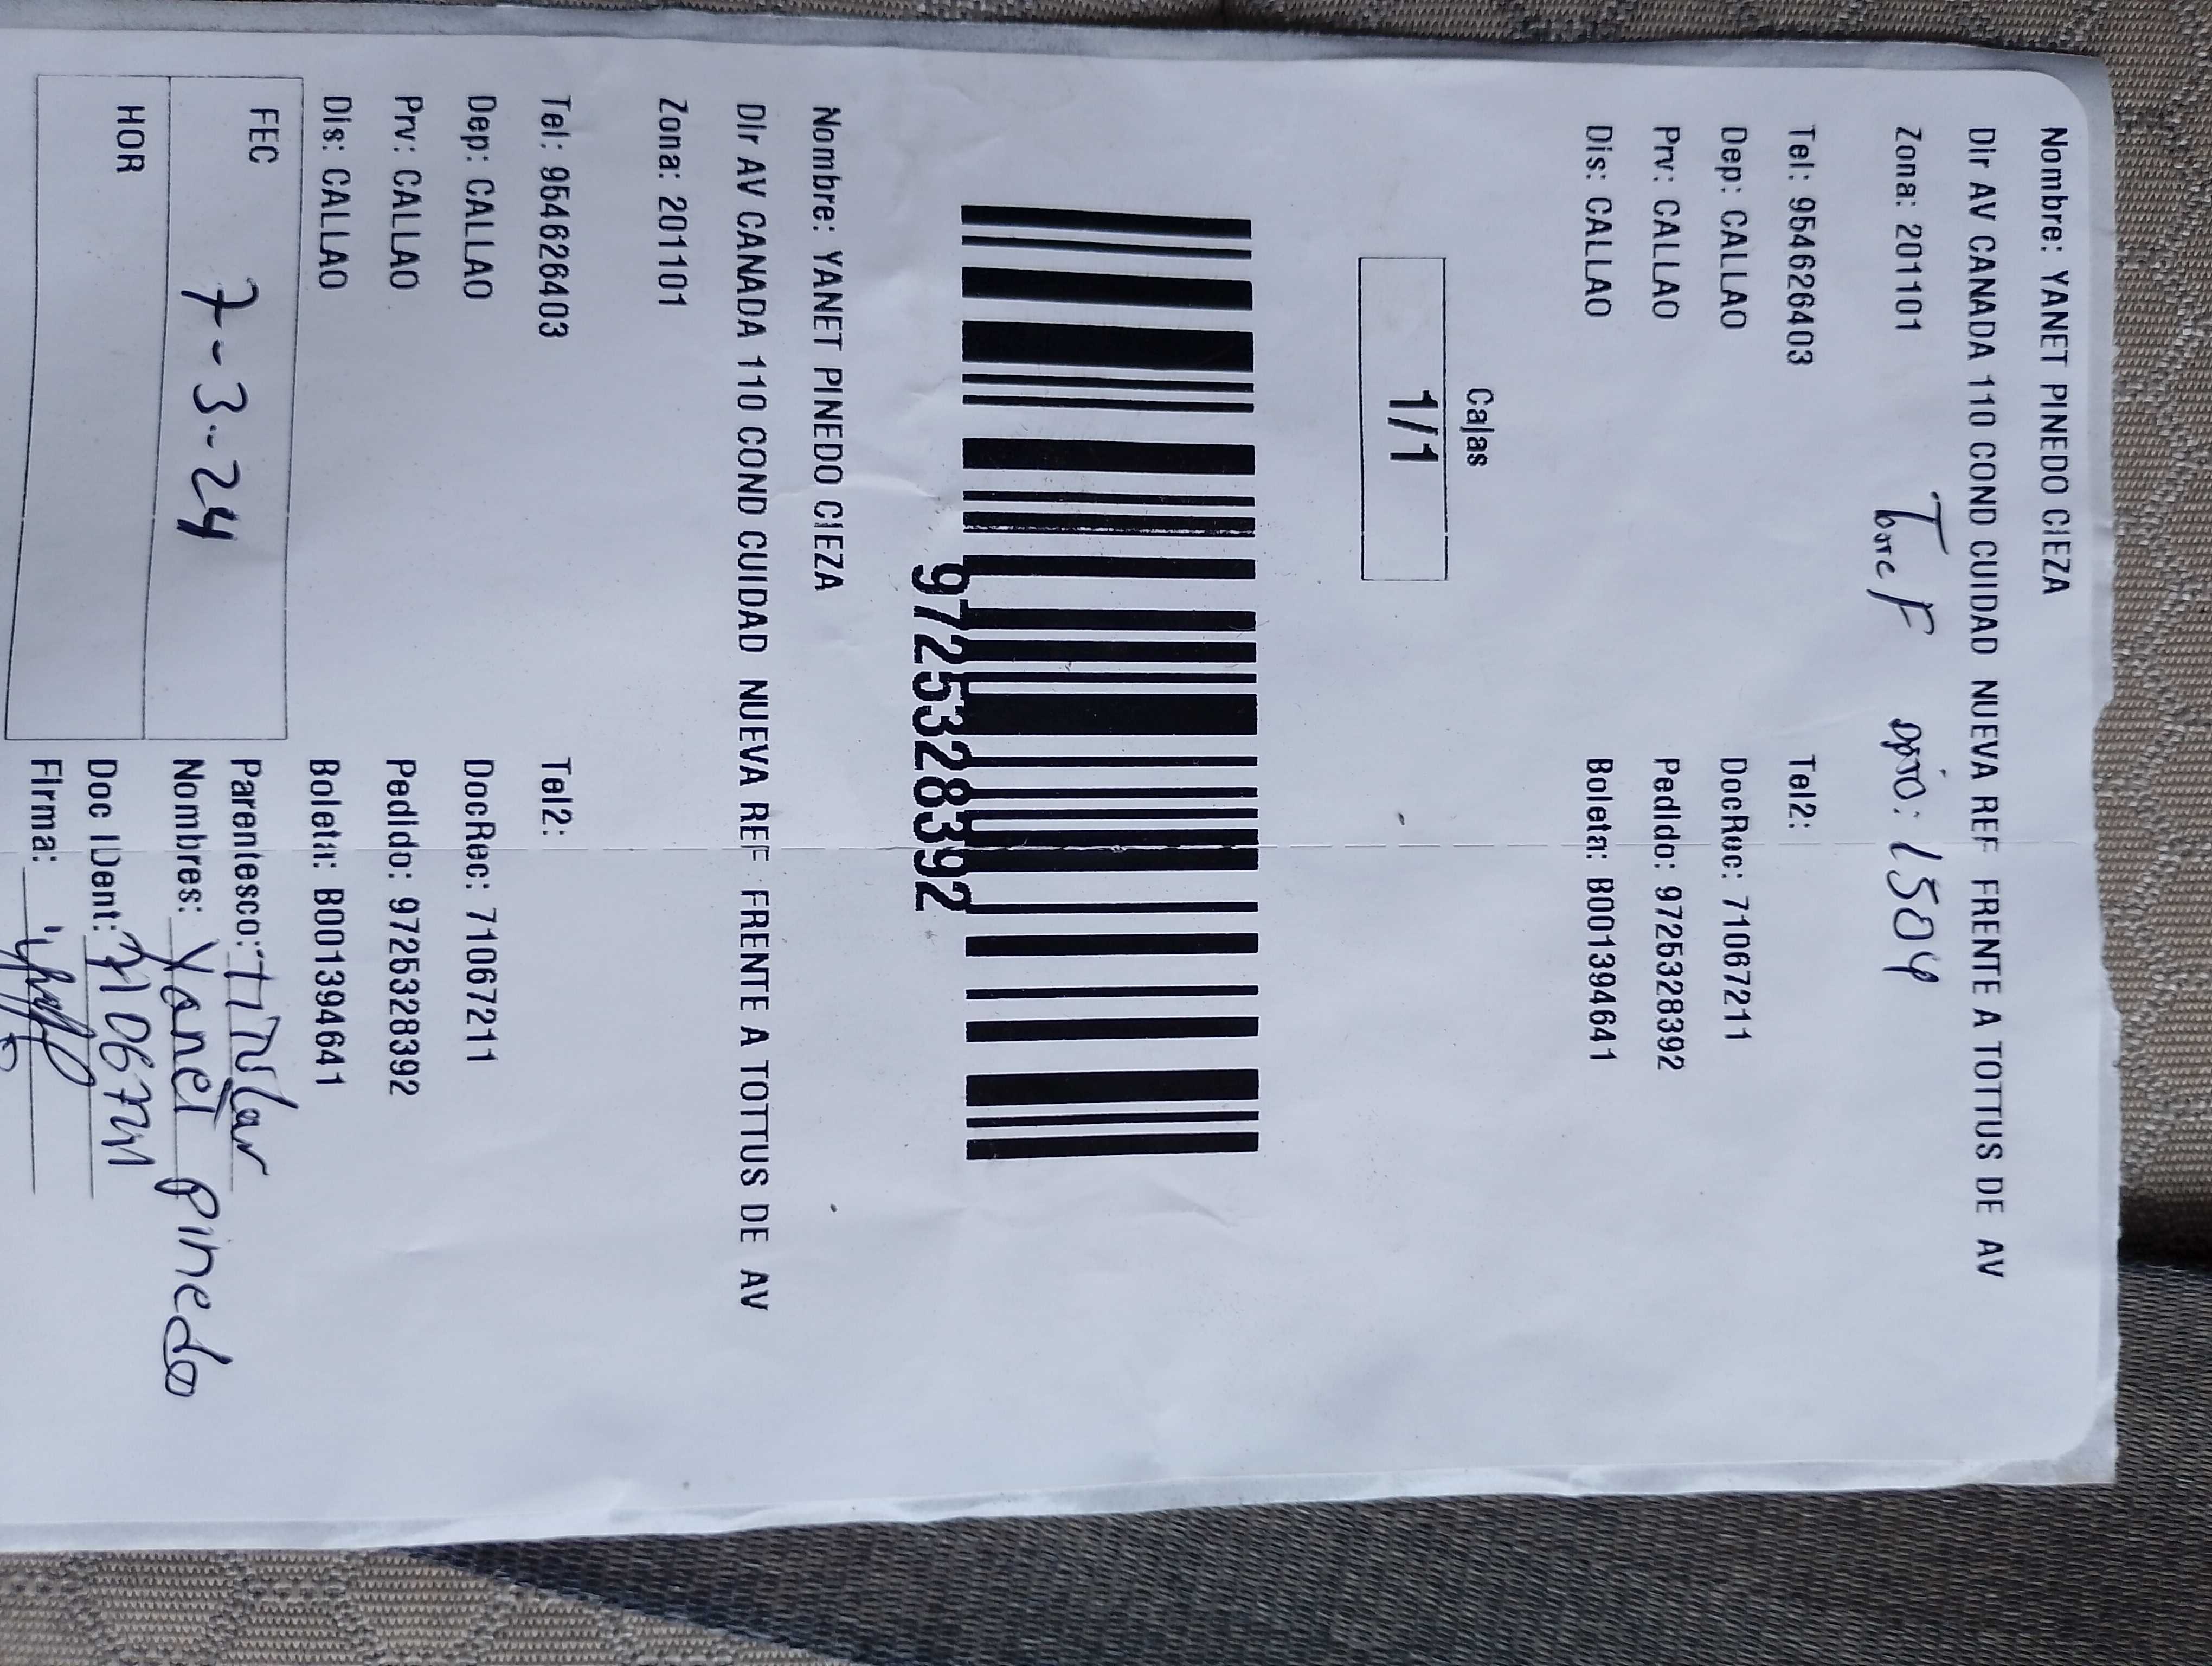 Nombre: YANET PINEDO CIEZA
Dir AV CANADA 110 COND CUIDAD NUEVA REF FRENTE A TOTTUS DE AV
Zona: 201101
Torre F dpto: 1504
Tel: 954626403 Tel2:
Dep: CALLAO DocRec: 71067211
Prv: CALLAO Pedido: 9725328392
Dis: CALLAO Boleta: B001394641
Cajas
1/1
9725328392
Nombre: YANET PINEDO CIEZA
Dir AV CANADA 110 COND CUIDAD NUEVA REF FRENTE A TOTTUS DE AV
Zona: 201101
Tel: 954626403 Tel2:
Dep: CALLAO DocRec: 71067211
Prv: CALLAO Pedido: 9725328392
Dis: CALLAO Boleta: B001394641
FEC 7-3-24 Parentesco: Titular
Nombres: Yanet Pinedo
HOR Doc IDent: 71067211
Firma: